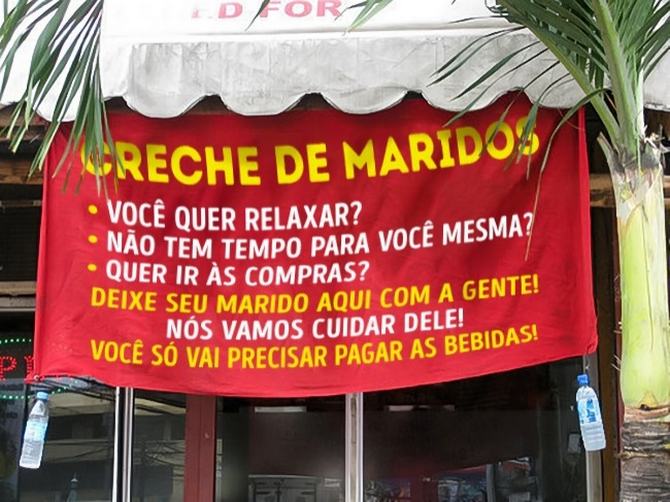 D FOR
CRECHE DE MARIDOS
• VOCÊ QUER RELAXAR?
• NÃO TEM TEMPO PARA VOCÊ MESMA?
• QUER IR ÀS COMPRAS?
DEIXE SEU MARIDO AQUI COM A GENTE!
NÓS VAMOS CUIDAR DELE!
VOCÊ SÓ VAI PRECISAR PAGAR AS BEBIDAS!